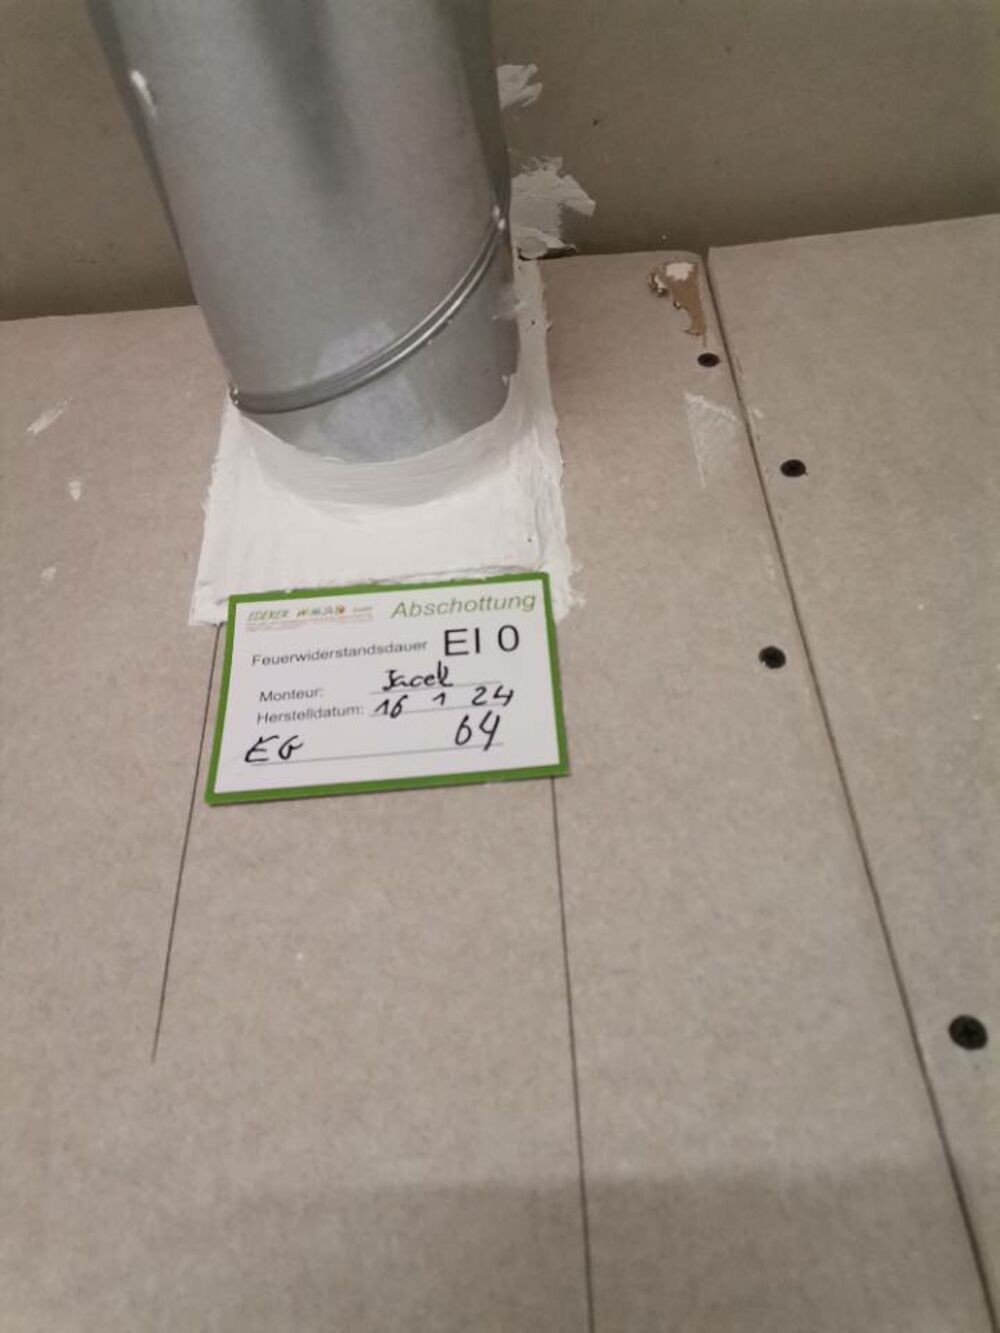 Abschottung
Feuerwiderstandsdauer EI 0
Monteur: Jacek
Herstelldatum: 16 1 24
EG 64